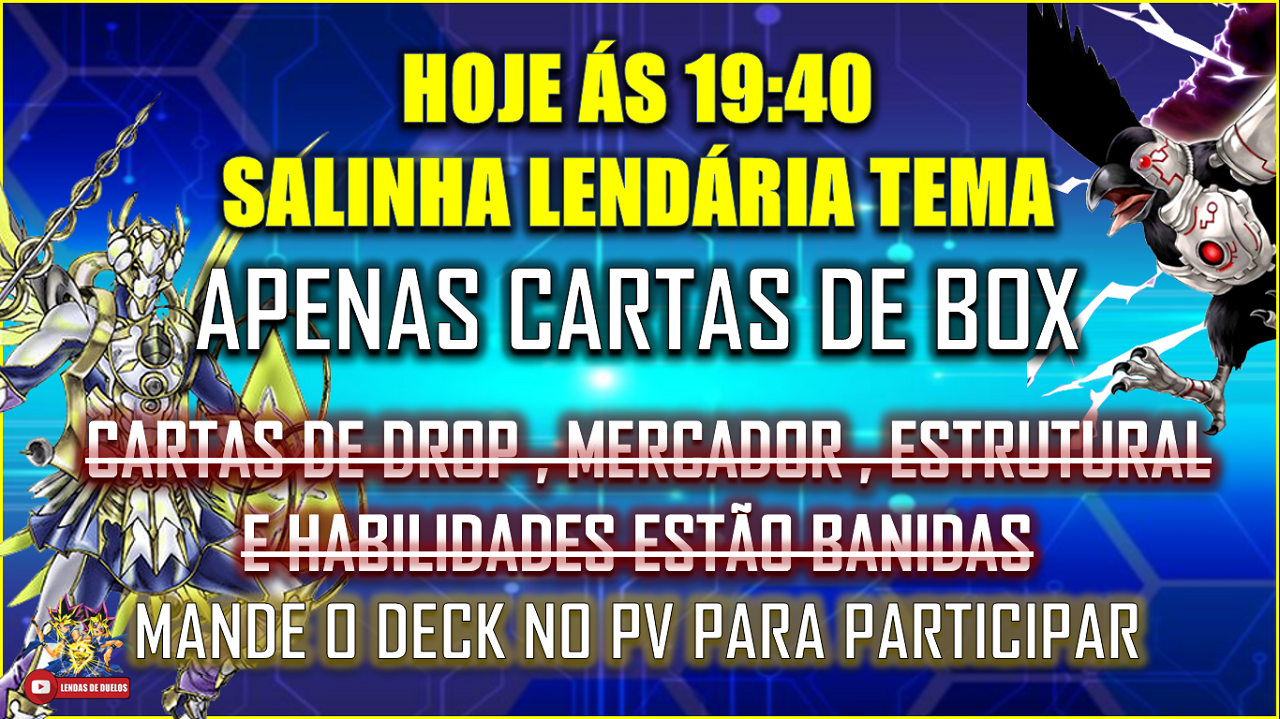 HOJE ÁS 19:40
SALINHA LENDÁRIA TEMA
APENAS CARTAS DE BOX
CARTAS DE DROP , MERCADOR , ESTRUTURAL
E HABILIDADES ESTÃO BANIDAS
MANDE O DECK NO PV PARA PARTICIPAR
LENDAS DE DUELOS